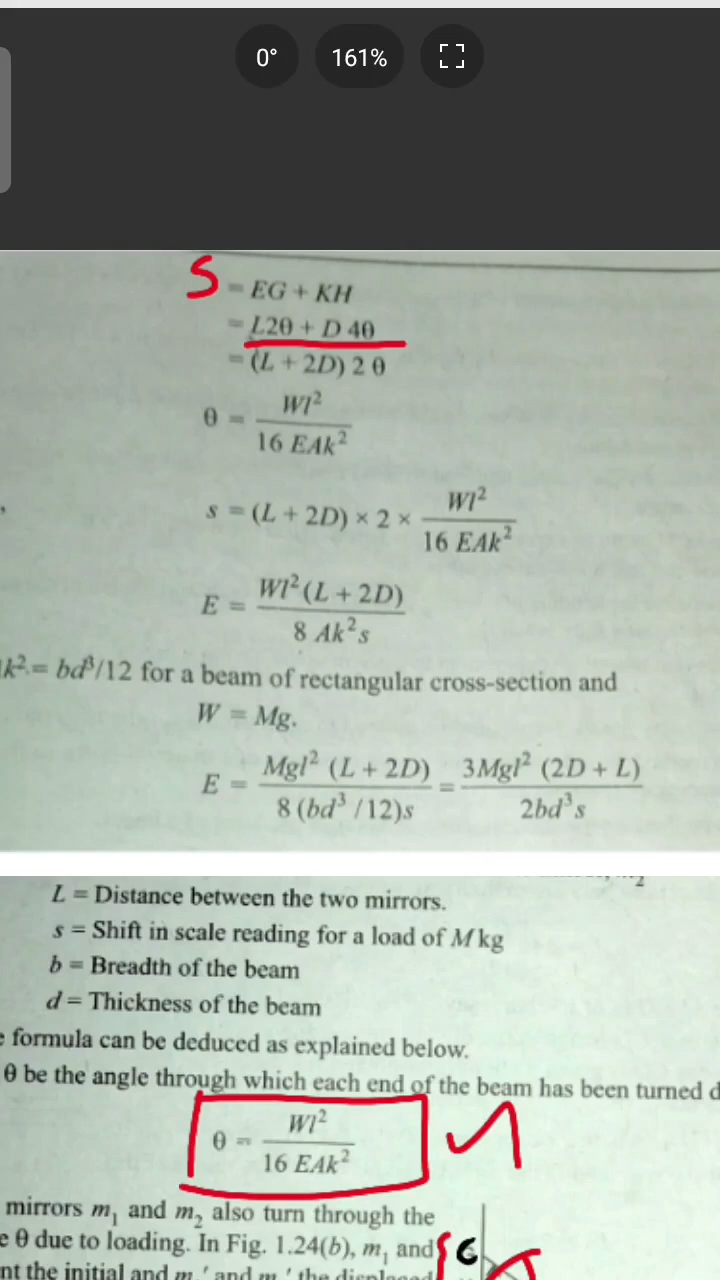 0°
161%
S = EG + KH
= L2θ + D 4θ
= (L + 2D) 2 θ
θ = Wl² / 16 EAk²
s = (L + 2D) × 2 × Wl² / 16 EAk²
E = Wl² (L + 2D) / 8 Ak²s
k² = bd³/12 for a beam of rectangular cross-section and
W = Mg.
E = Mgl² (L + 2D) / 8 (bd³ /12)s = 3Mgl² (2D + L) / 2bd³s
L = Distance between the two mirrors.
s = Shift in scale reading for a load of M kg
b = Breadth of the beam
d = Thickness of the beam
formula can be deduced as explained below.
θ be the angle through which each end of the beam has been turned
θ = Wl² / 16 EAk²
mirrors m₁ and m₂ also turn through the
θ due to loading. In Fig. 1.24(b), m₁ and
the initial and